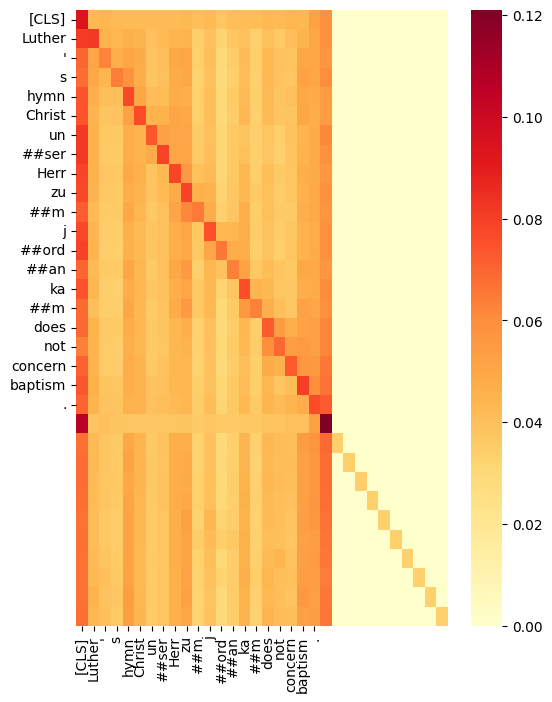 [CLS]
Luther
'
s
hymn
Christ
un
##ser
Herr
zu
##m
j
##ord
##an
ka
##m
does
not
concern
baptism
.
[CLS]
Luther
'
s
hymn
Christ
un
##ser
Herr
zu
##m
j
##ord
##an
ka
##m
does
not
concern
baptism
.
0.12
0.10
0.08
0.06
0.04
0.02
0.00